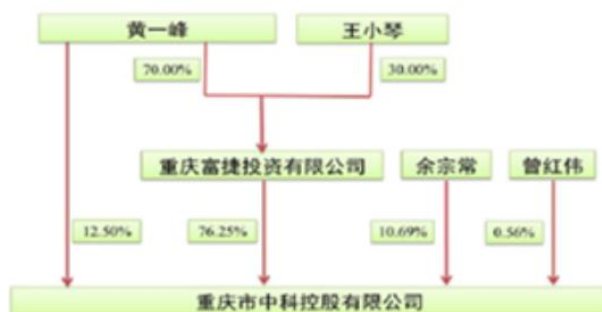 黄一峰
王小琴
70.00%
30.00%
重庆富捷投资有限公司
余宗常
曾红伟
12.50%
76.25%
10.69%
0.56%
重庆市中科控股有限公司